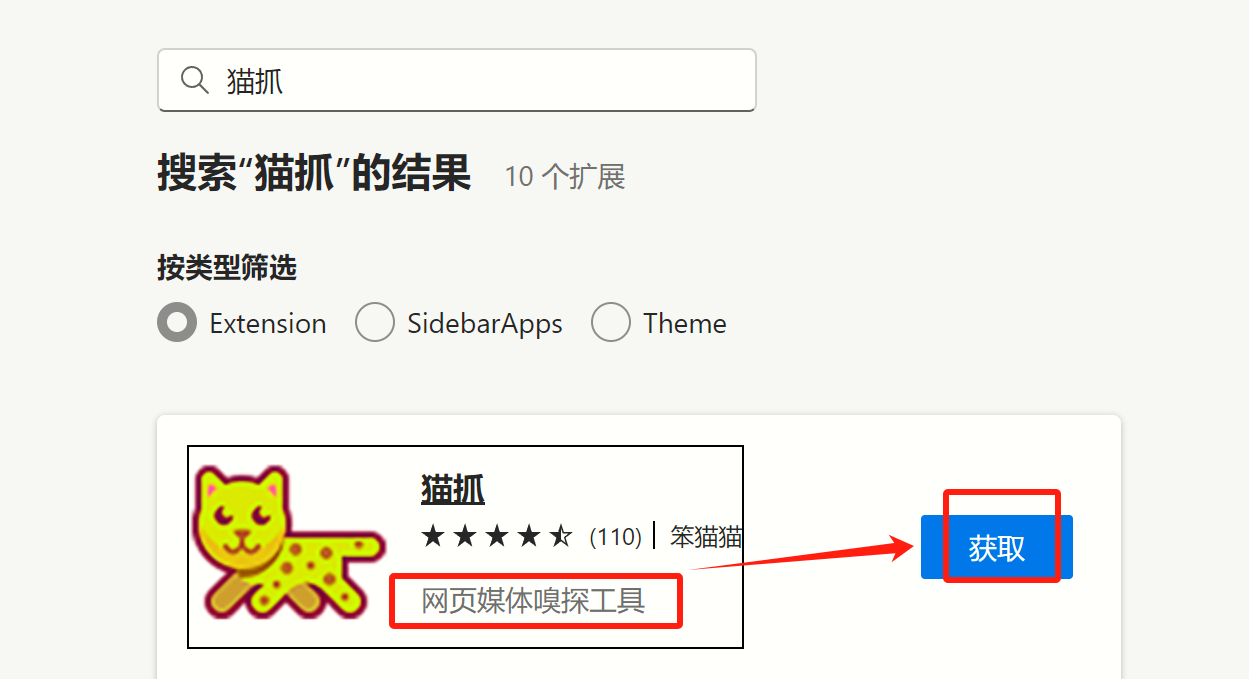 猫抓
搜索“猫抓”的结果 10 个扩展
按类型筛选
Extension SidebarApps Theme
猫抓
(110) 笨猫猫
获取
网页媒体嗅探工具